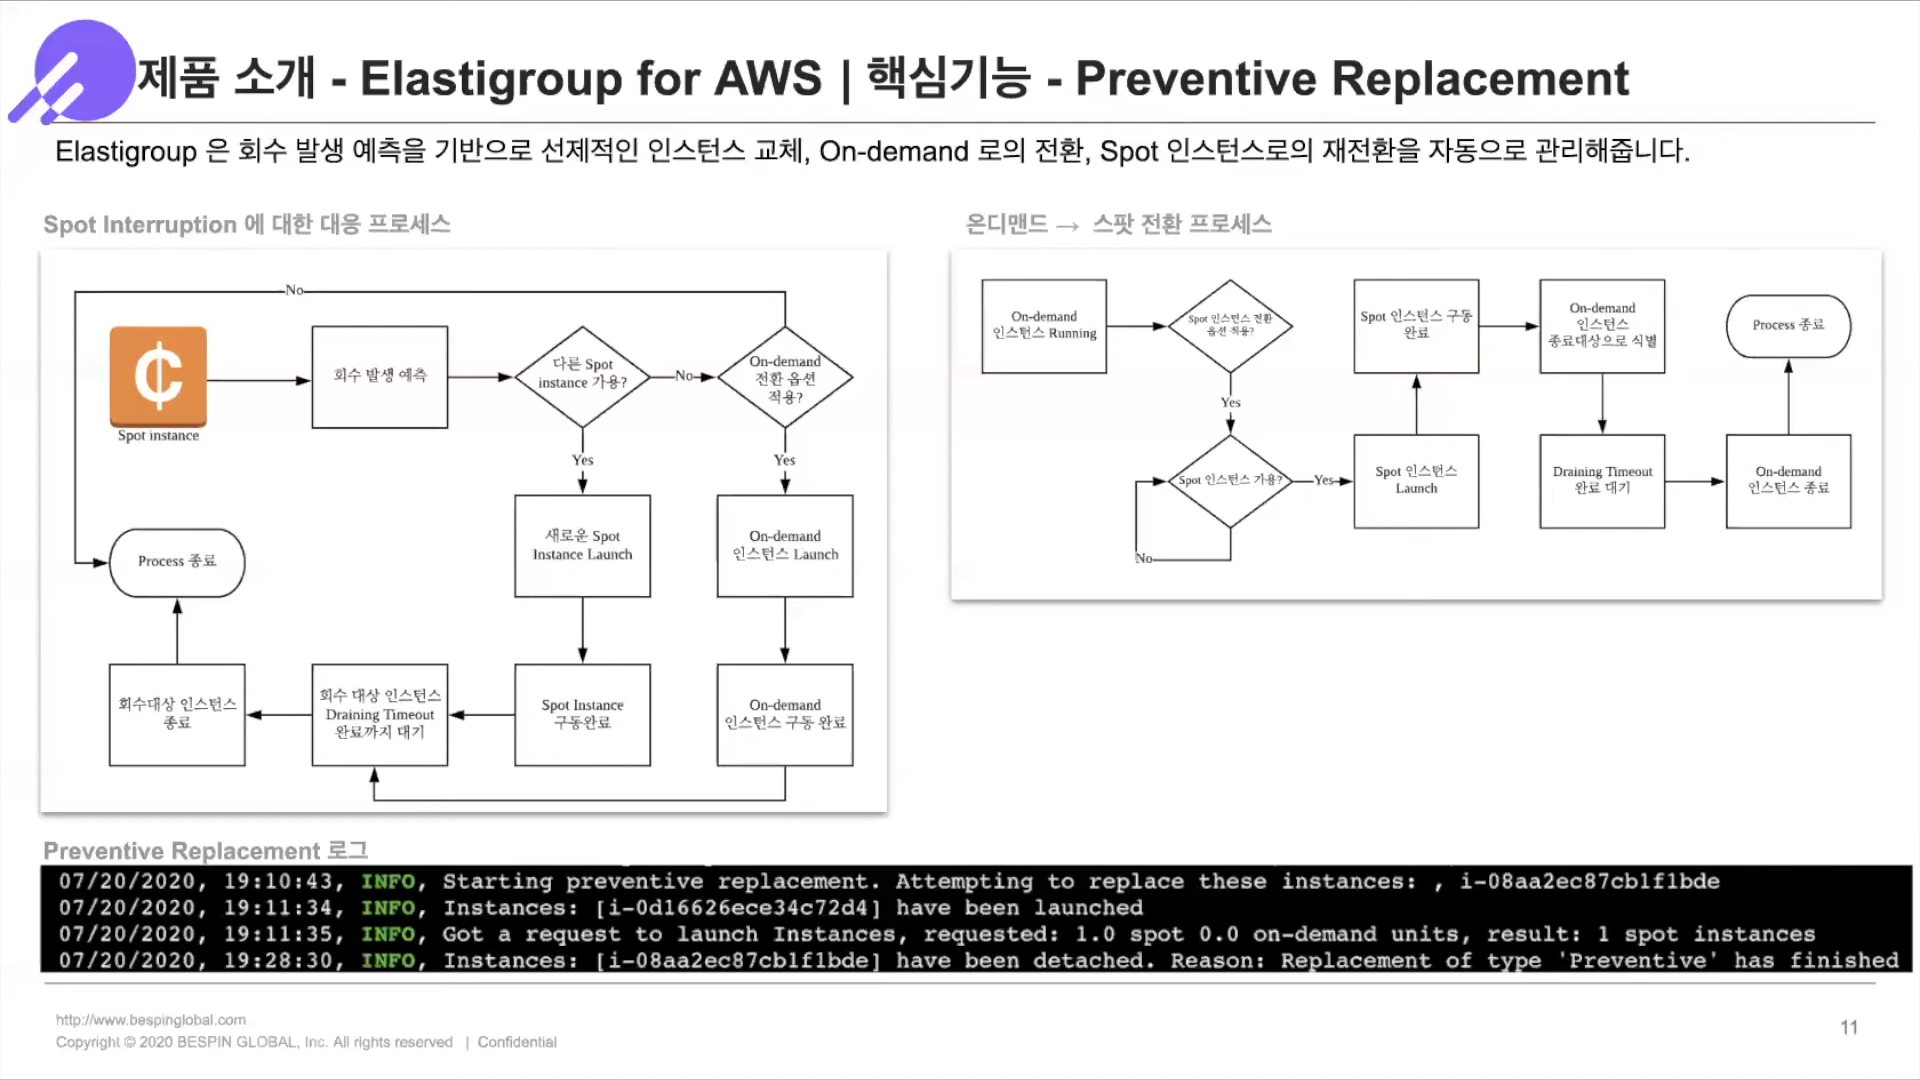 제품 소개 - Elastigroup for AWS | 핵심기능 - Preventive Replacement
Elastigroup 은 회수 발생 예측을 기반으로 선제적인 인스턴스 교체, On-demand 로의 전환, Spot 인스턴스로의 재전환을 자동으로 관리해줍니다.
Spot Interruption 에 대한 대응 프로세스
No
Spot instance
회수 발생 예측
다른 Spot
instance 가용?
No
On-demand
전환 옵션
적용?
Yes
Yes
새로운 Spot
Instance Launch
On-demand
인스턴스 Launch
Process 종료
회수대상 인스턴스
종료
회수 대상 인스턴스
Draining Timeout
완료까지 대기
Spot Instance
구동완료
On-demand
인스턴스 구동 완료
온디맨드 → 스팟 전환 프로세스
On-demand
인스턴스 Running
Spot 인스턴스 전환
옵션 적용?
Yes
Spot 인스턴스 가용?
No
Yes
Spot 인스턴스
Launch
Spot 인스턴스 구동
완료
On-demand
인스턴스
종료대상으로 식별
Draining Timeout
완료 대기
On-demand
인스턴스 종료
Process 종료
Preventive Replacement 로그
07/20/2020, 19:10:43, INFO, Starting preventive replacement. Attempting to replace these instances: , i-08aa2ec87cb1f1bde
07/20/2020, 19:11:34, INFO, Instances: [i-0d16626ece34c72d4] have been launched
07/20/2020, 19:11:35, INFO, Got a request to launch Instances, requested: 1.0 spot 0.0 on-demand units, result: 1 spot instances
07/20/2020, 19:28:30, INFO, Instances: [i-08aa2ec87cb1f1bde] have been detached. Reason: Replacement of type 'Preventive' has finished
http://www.bespinglobal.com
Copyright © 2020 BESPIN GLOBAL, Inc. All rights reserved | Confidential
11